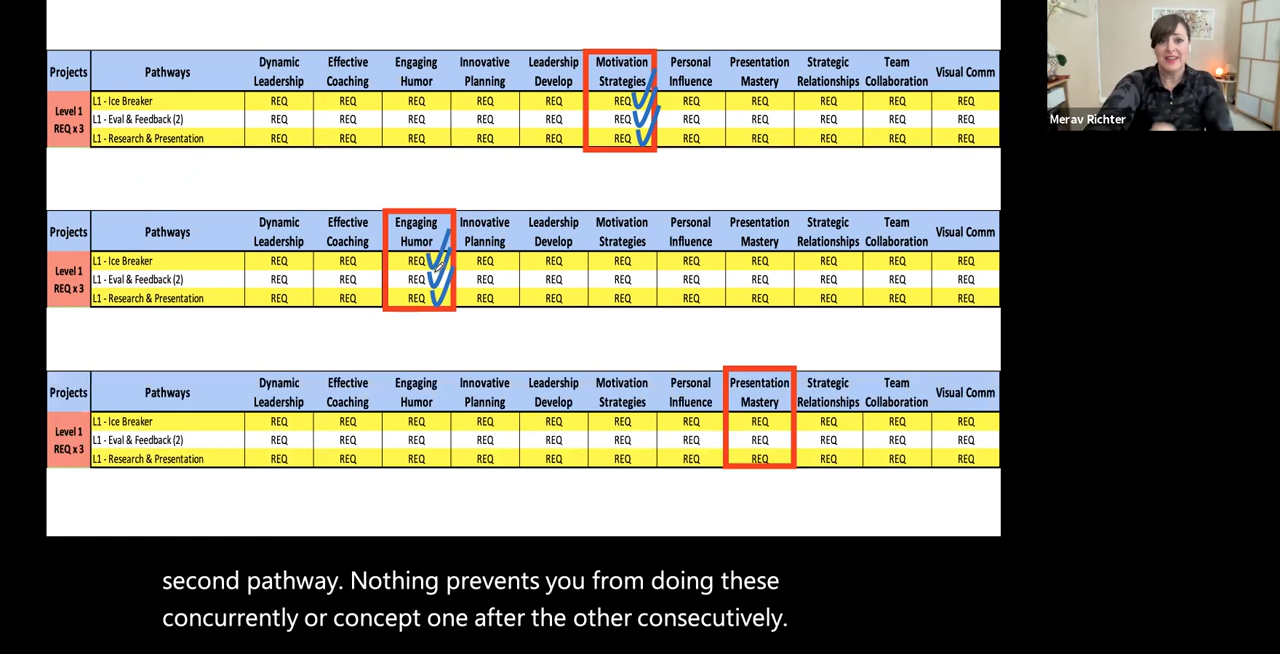 Projects Pathways Dynamic Leadership Effective Coaching Engaging Humor Innovative Planning Leadership Develop Motivation Strategies Personal Influence Presentation Mastery Strategic Relationships Team Collaboration Visual Comm
Level 1 REQ x 3
L1 - Ice Breaker REQ REQ REQ REQ REQ REQ REQ REQ REQ REQ REQ
L1 - Eval & Feedback (2) REQ REQ REQ REQ REQ REQ REQ REQ REQ REQ REQ
L1 - Research & Presentation REQ REQ REQ REQ REQ REQ REQ REQ REQ REQ REQ
Merav Richter
Projects Pathways Dynamic Leadership Effective Coaching Engaging Humor Innovative Planning Leadership Develop Motivation Strategies Personal Influence Presentation Mastery Strategic Relationships Team Collaboration Visual Comm
Level 1 REQ x 3
L1 - Ice Breaker REQ REQ REQ REQ REQ REQ REQ REQ REQ REQ REQ
L1 - Eval & Feedback (2) REQ REQ REQ REQ REQ REQ REQ REQ REQ REQ REQ
L1 - Research & Presentation REQ REQ REQ REQ REQ REQ REQ REQ REQ REQ REQ
Projects Pathways Dynamic Leadership Effective Coaching Engaging Humor Innovative Planning Leadership Develop Motivation Strategies Personal Influence Presentation Mastery Strategic Relationships Team Collaboration Visual Comm
Level 1 REQ x 3
L1 - Ice Breaker REQ REQ REQ REQ REQ REQ REQ REQ REQ REQ REQ
L1 - Eval & Feedback (2) REQ REQ REQ REQ REQ REQ REQ REQ REQ REQ REQ
L1 - Research & Presentation REQ REQ REQ REQ REQ REQ REQ REQ REQ REQ REQ
second pathway. Nothing prevents you from doing these
concurrently or concept one after the other consecutively.